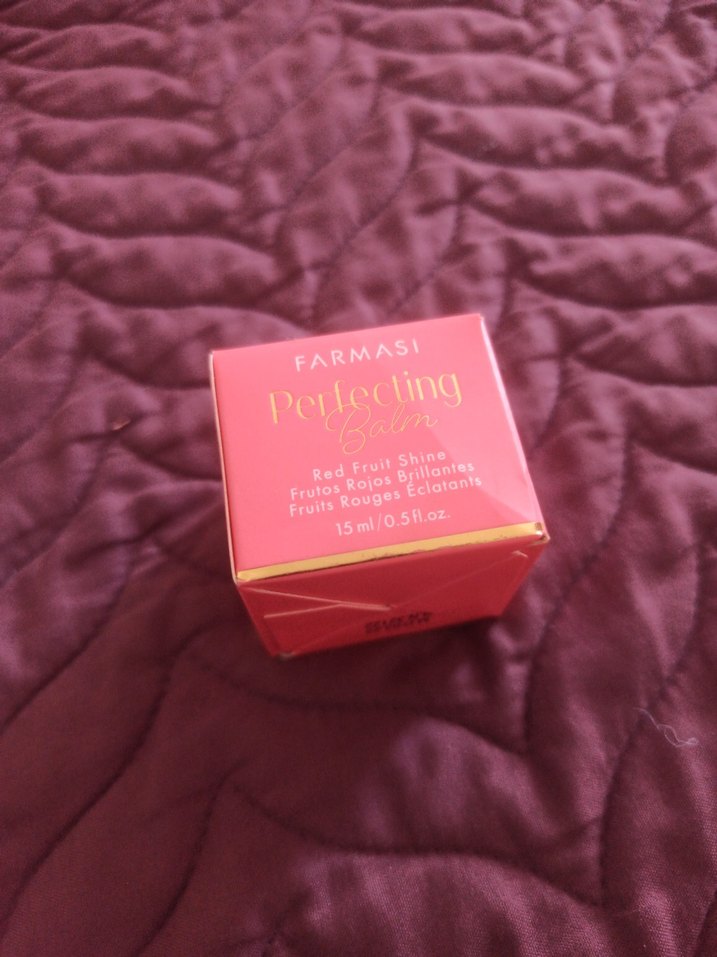 FARMASI
Perfecting
Balm
Red Fruit Shine
Frutos Rojos Brillantes
Fruits Rouges Éclatants
15 ml/0.5 fl.oz.